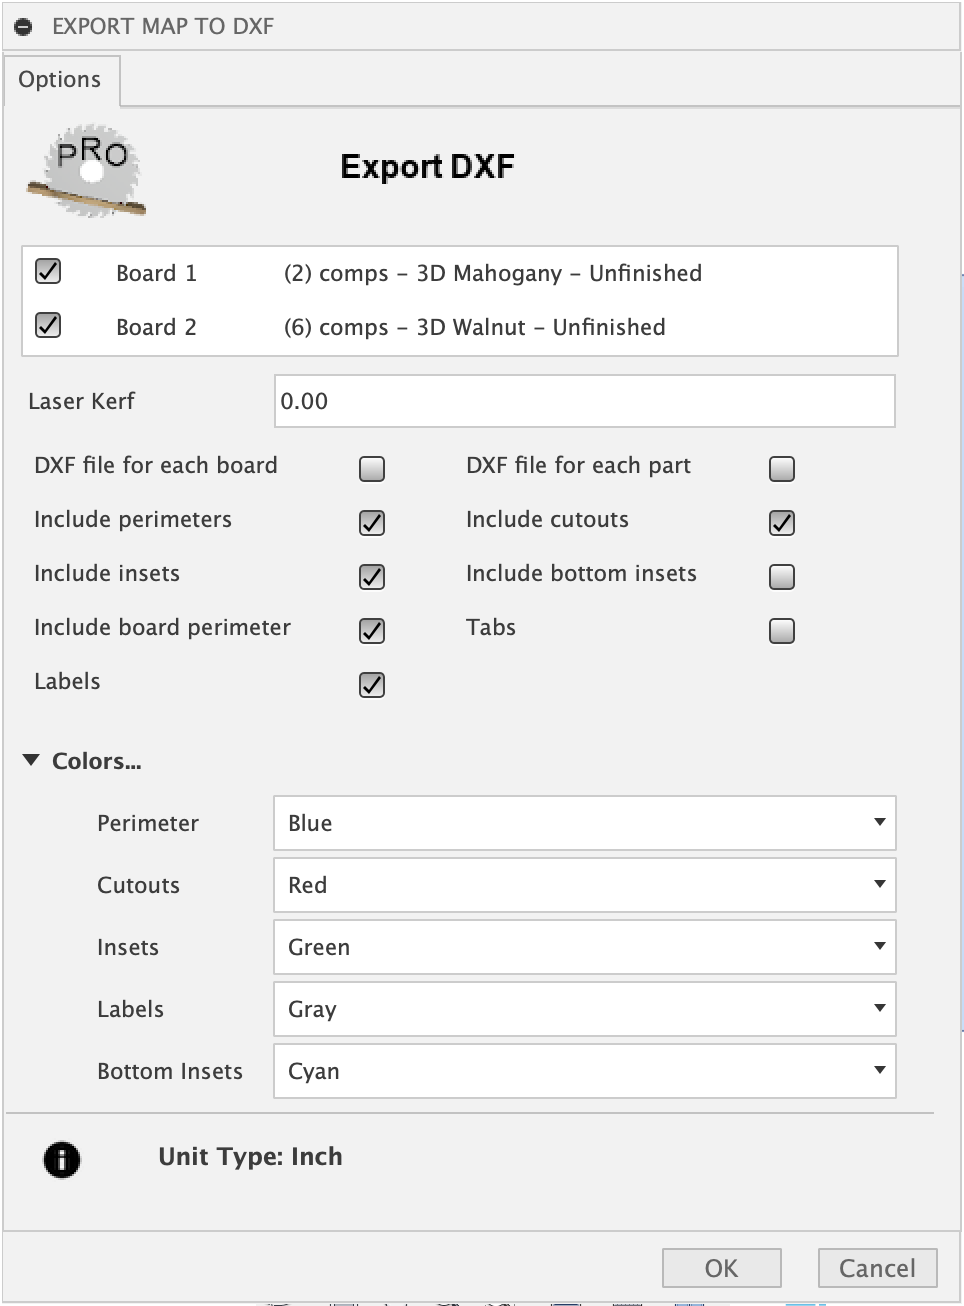 EXPORT MAP TO DXF
Options
PRO
Export DXF
Board 1 (2) comps – 3D Mahogany – Unfinished
Board 2 (6) comps – 3D Walnut – Unfinished
Laser Kerf 0.00
DXF file for each board DXF file for each part
Include perimeters Include cutouts
Include insets Include bottom insets
Include board perimeter Tabs
Labels
Colors...
Perimeter Blue
Cutouts Red
Insets Green
Labels Gray
Bottom Insets Cyan
Unit Type: Inch
OK Cancel